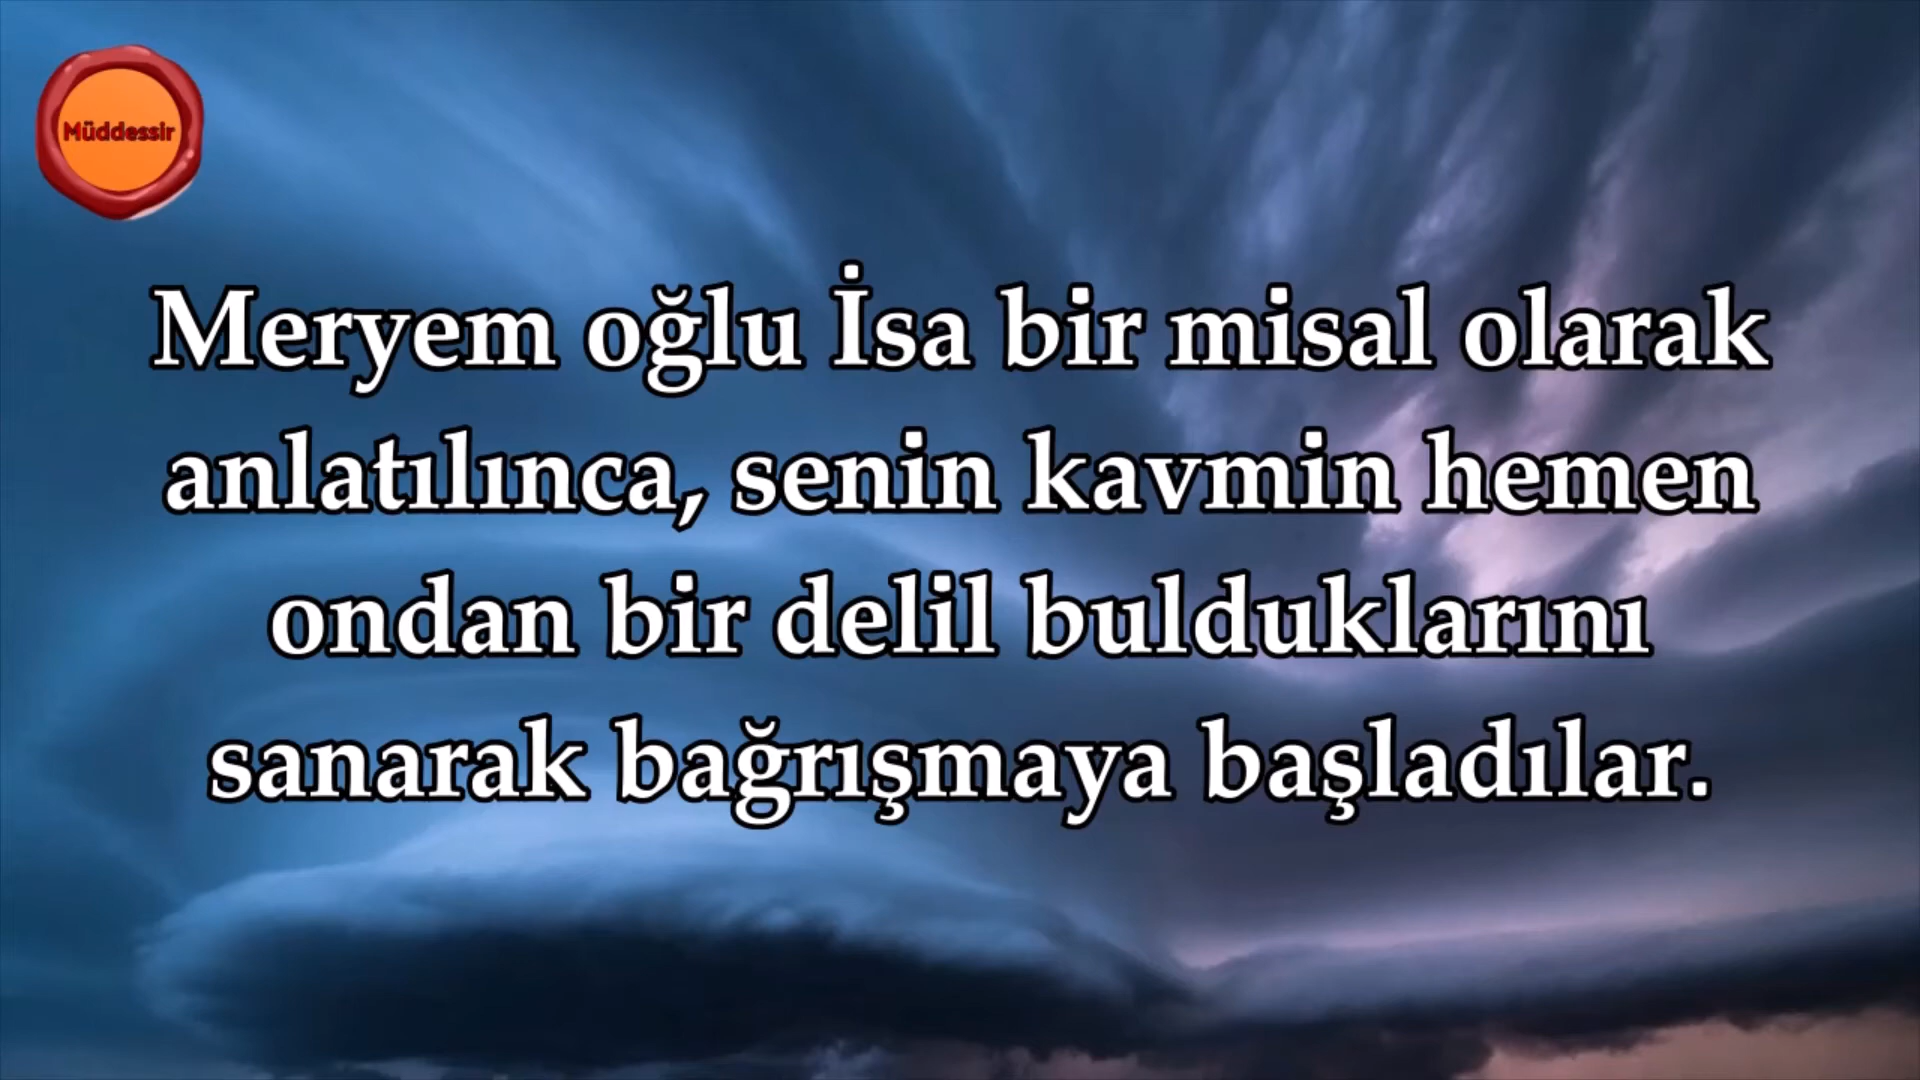 Müddessir
Meryem oğlu İsa bir misal olarak
anlatılınca, senin kavmin hemen
ondan bir delil bulduklarını
sanarak bağrışmaya başladılar.